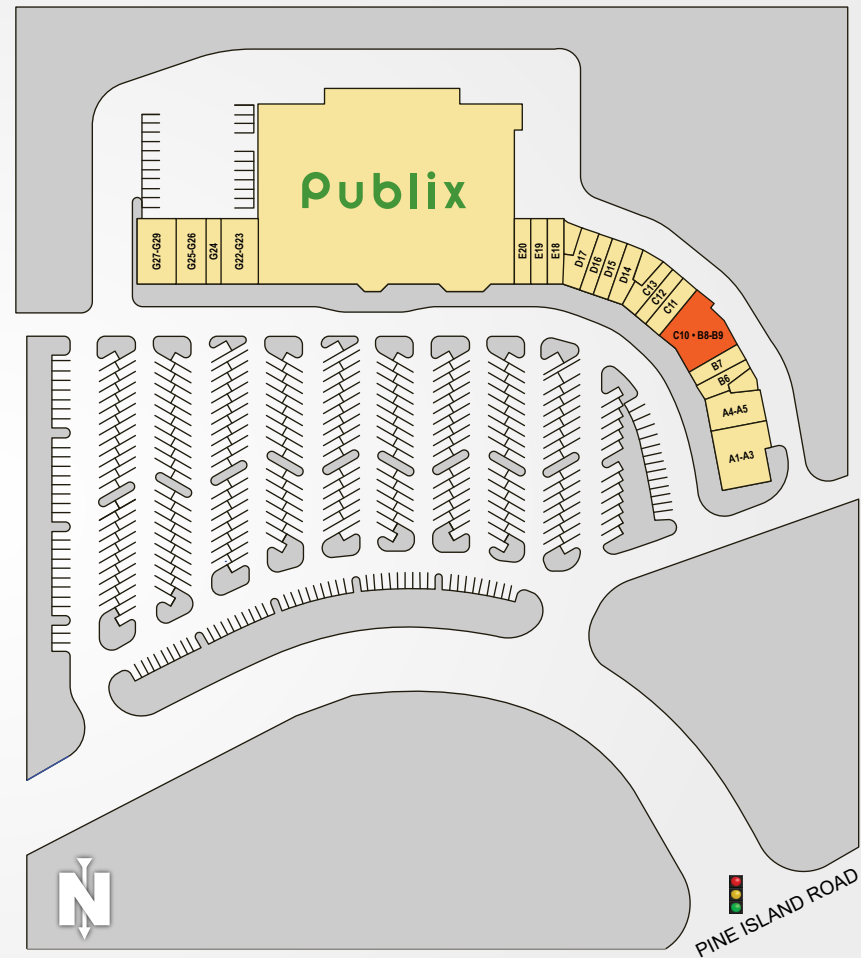 Publix
G27-G29
G25-G26
G24
G22-G23
E20
E19
E18
D17
D16
D15
D14
C13
C12
C11
C10 • B8-B9
B7
B6
A4-A5
A1-A3
N
PINE ISLAND ROAD